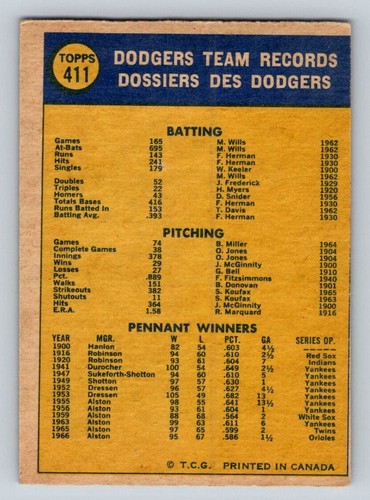 TOPPS
411
DODGERS TEAM RECORDS
DOSSIERS DES DODGERS
BATTING
Games 165 M. Wills 1962
At-Bats 695 M. Wills 1962
Runs 143 F. Herman 1930
Hits 241 F. Herman 1930
Singles 179 W. Keeler 1900
M. Wills 1962
Doubles 52 J. Frederick 1929
Triples 22 H. Myers 1920
Homers 43 D. Snider 1956
Total Bases 416 F. Herman 1930
Runs Batted In 153 T. Davis 1962
Batting Avg. .393 F. Herman 1930
PITCHING
Games 74 B. Miller 1964
Complete Games 38 O. Jones 1904
Innings 378 O. Jones 1904
Wins 29 J. McGinnity 1900
Losses 27 G. Bell 1910
Pct. .889 F. Fitzsimmons 1940
Walks 151 B. Donovan 1901
Strikeouts 382 S. Koufax 1965
Shutouts 11 S. Koufax 1963
Hits 364 J. McGinnity 1900
E.R.A. 1.58 R. Marquard 1916
PENNANT WINNERS
YEAR MGR. W L PCT. GA SERIES OP.
1900 Hanlon 82 54 .603 4½
1916 Robinson 94 60 .610 2½ Red Sox
1920 Robinson 93 61 .604 7 Indians
1941 Durocher 100 54 .649 2½ Yankees
1947 Sukeforth-Shotton 94 60 .610 5 Yankees
1949 Shotton 97 57 .630 1 Yankees
1952 Dressen 96 57 .627 4½ Yankees
1953 Dressen 105 49 .682 13 Yankees
1955 Alston 98 55 .641 13½ Yankees
1956 Alston 93 61 .604 1 Yankees
1959 Alston 88 68 .564 2 White Sox
1963 Alston 99 63 .611 6 Yankees
1965 Alston 97 65 .599 2 Twins
1966 Alston 95 67 .586 1½ Orioles
© T.C.G. PRINTED IN CANADA